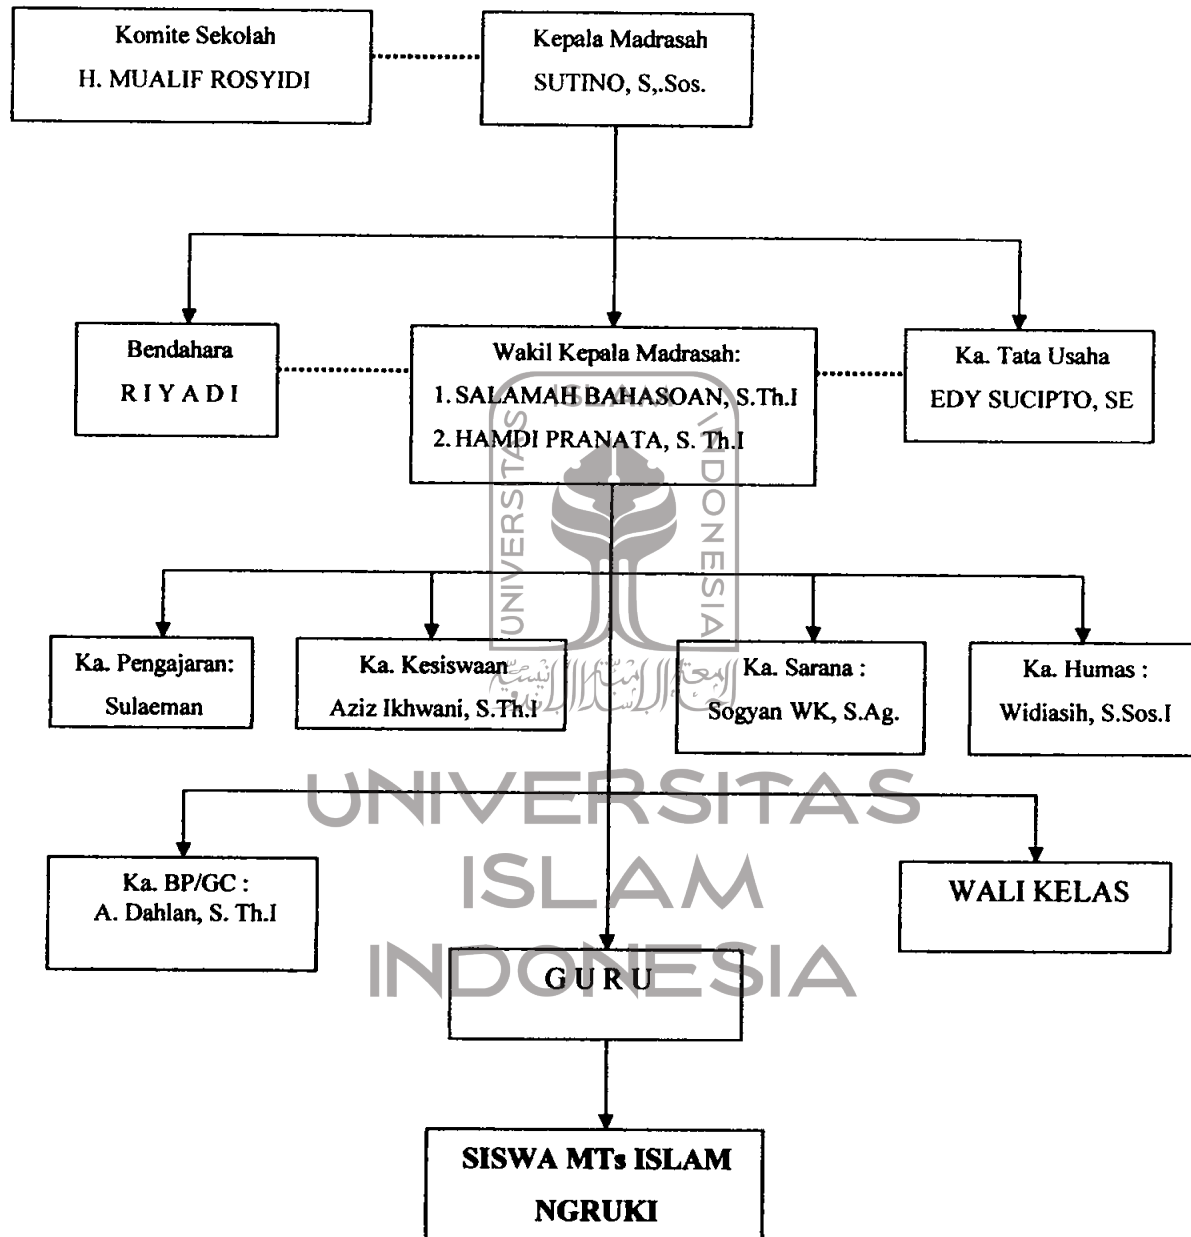 Komite Sekolah
H. MUALIF ROSYIDI
Kepala Madrasah
SUTINO, S,.Sos.
Bendahara
R I Y A D I
Wakil Kepala Madrasah:
1. SALAMAH BAHASOAN, S.Th.I
2. HAMDI PRANATA, S. Th.I
Ka. Tata Usaha
EDY SUCIPTO, SE
UNIVERSITAS
ISLAM
INDONESIA
Ka. Pengajaran:
Sulaeman
Ka. Kesiswaan
Aziz Ikhwani, S.Th.I
Ka. Sarana :
Sogyan WK, S.Ag.
Ka. Humas :
Widiasih, S.Sos.I
UNIVERSITAS
ISLAM
INDONESIA
Ka. BP/GC :
A. Dahlan, S. Th.I
WALI KELAS
G U R U
SISWA MTs ISLAM
NGRUKI